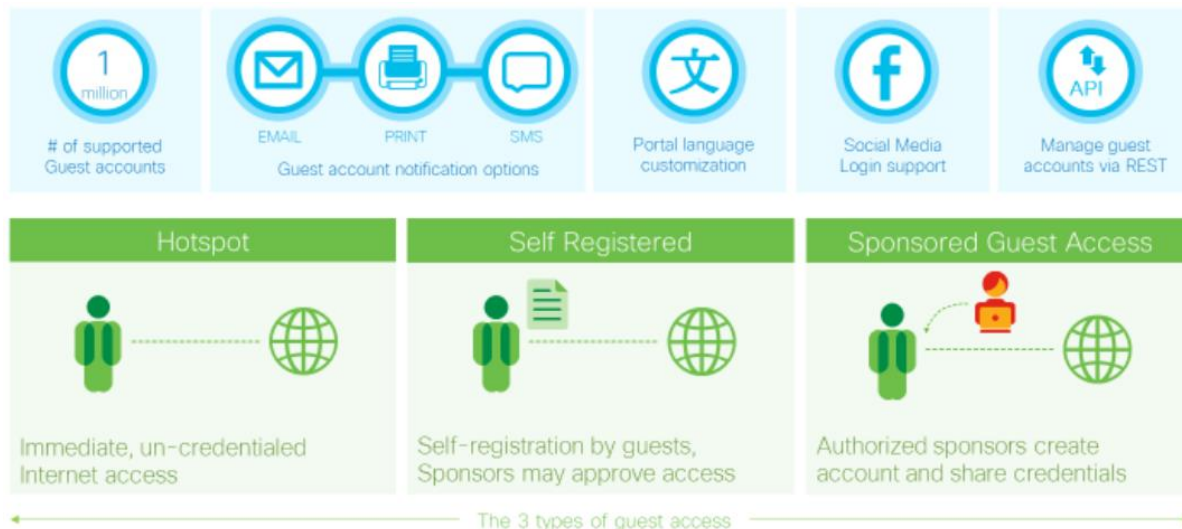 1
million
# of supported
Guest accounts
EMAIL
PRINT
SMS
Guest account notification options
文
Portal language
customization
f
Social Media
Login support
API
Manage guest
accounts via REST
Hotspot
Immediate, un-credentialed
Internet access
Self Registered
Self-registration by guests,
Sponsors may approve access
Sponsored Guest Access
Authorized sponsors create
account and share credentials
The 3 types of guest access